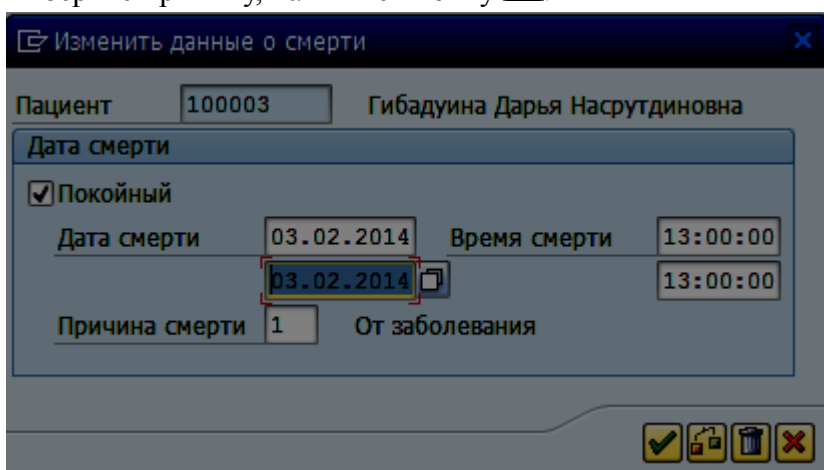 Изменить данные о смерти
Пациент 100003 Гибадуина Дарья Насрутдиновна
Дата смерти
Покойный
Дата смерти 03.02.2014 Время смерти 13:00:00
03.02.2014 13:00:00
Причина смерти 1 От заболевания